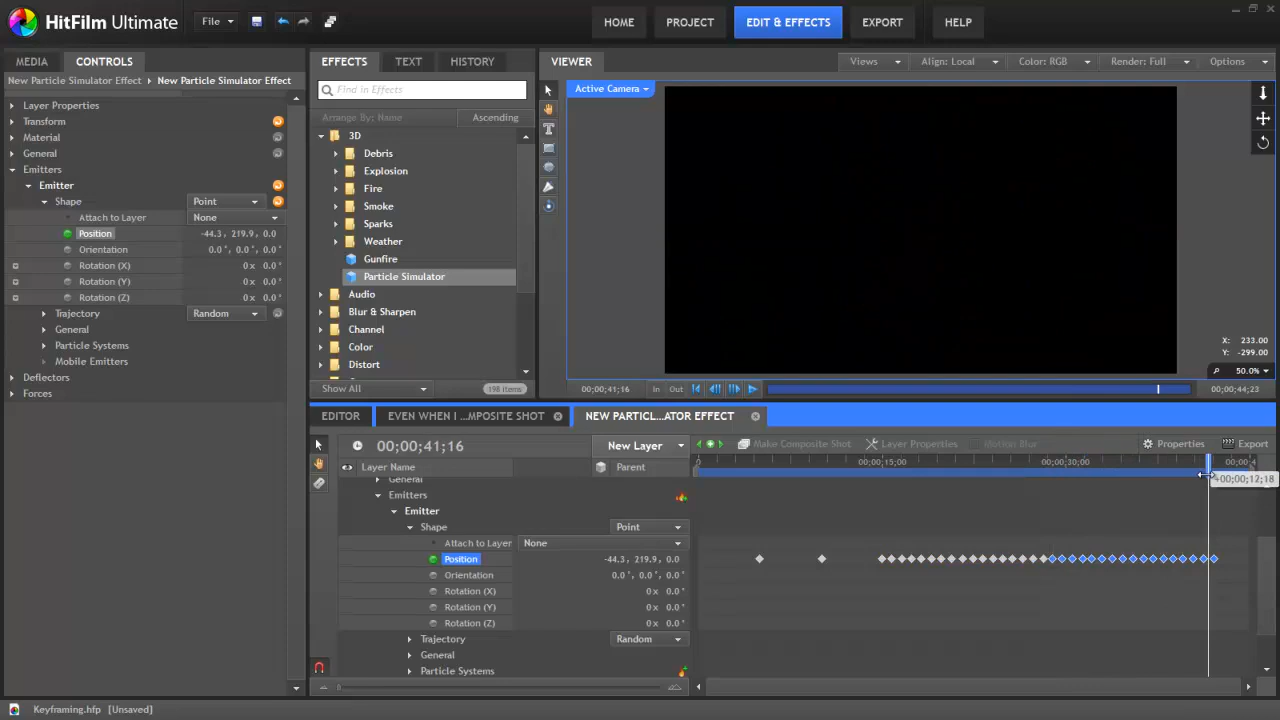 HitFilm Ultimate
File
HOME
PROJECT
EDIT & EFFECTS
EXPORT
HELP
MEDIA
CONTROLS
New Particle Simulator Effect
New Particle Simulator Effect
Layer Properties
Transform
Material
General
Emitters
Emitter
Shape
Point
Attach to Layer
None
Position
-44.3, 219.9, 0.0
Orientation
0.0°, 0.0°, 0.0°
Rotation (X)
0x 0.0°
Rotation (Y)
0x 0.0°
Rotation (Z)
0x 0.0°
Trajectory
Random
General
Particle Systems
Mobile Emitters
Deflectors
Forces
EFFECTS
TEXT
HISTORY
Find in Effects
Arrange By: Name
Ascending
3D
Debris
Explosion
Fire
Smoke
Sparks
Weather
Gunfire
Particle Simulator
Audio
Blur & Sharpen
Channel
Color
Distort
Show All
198 items
VIEWER
Views
Align: Local
Color: RGB
Render: Full
Options
Active Camera
X: 233.00
Y: -299.00
50.0%
00;00;41;16
In
Out
00;00;44;23
EDITOR
EVEN WHEN I ...MPOSITE SHOT
NEW PARTICL...ATOR EFFECT
00;00;41;16
New Layer
Make Composite Shot
Layer Properties
Motion Blur
Properties
Export
Layer Name
Parent
0
00;00;15;00
00;00;30;00
00;00;4
+00;00;12;18
General
Emitters
Emitter
Shape
Point
Attach to Layer
None
Position
-44.3, 219.9, 0.0
Orientation
0.0°, 0.0°, 0.0°
Rotation (X)
0x 0.0°
Rotation (Y)
0x 0.0°
Rotation (Z)
0x 0.0°
Trajectory
Random
General
Particle Systems
Keyframing.hfp
[Unsaved]